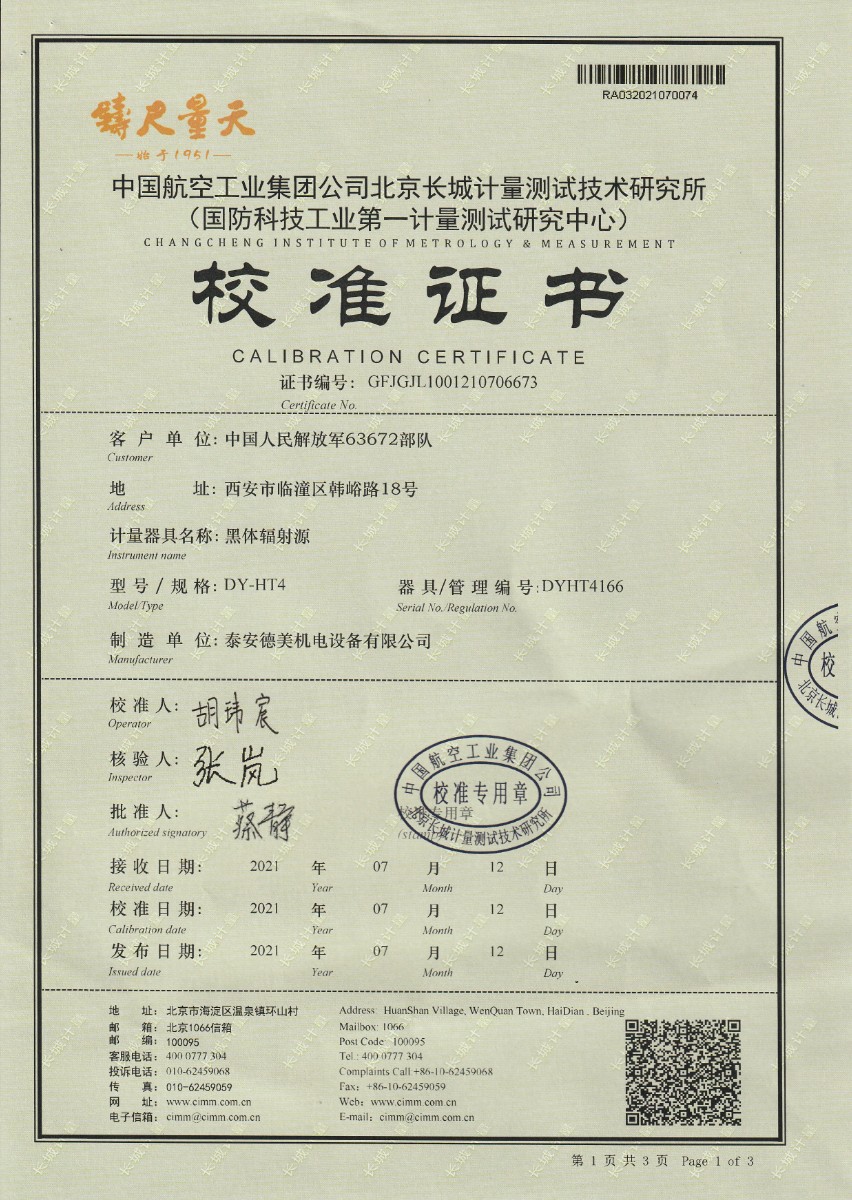 RA032021070074
鑄尺量天
始于1951
中国航空工业集团公司北京长城计量测试技术研究所
（国防科技工业第一计量测试研究中心）
CHANGCHENG INSTITUTE OF METROLOGY & MEASUREMENT
校准证书
CALIBRATION CERTIFICATE
证书编号： GFJGJL1001210706673
Certificate No.
客户单位：中国人民解放军63672部队
Customer
地址：西安市临潼区韩峪路18号
Address
计量器具名称：黑体辐射源
Instrument name
型号/规格：DY-HT4 器具/管理编号：DYHT4166
Model/Type Serial No./Regulation No.
制造单位：泰安德美机电设备有限公司
Manufacturer
校准人：胡玮宸
Operator
核验人：张岚
Inspector
批准人：蔡静
Authorized signatory
中国航空工业集团公司
校准专用章
北京长城计量测试技术研究所
接收日期： 2021 年 07 月 12 日
Received date Year Month Day
校准日期： 2021 年 07 月 12 日
Calibration date Year Month Day
发布日期： 2021 年 07 月 12 日
Issued date Year Month Day
地址：北京市海淀区温泉镇环山村 Address: HuanShan Village, WenQuan Town, HaiDian . Beijing
邮箱：北京1066信箱 Mailbox: 1066
邮编：100095 Post Code: 100095
客服电话：400 0777 304 Tel.: 400 0777 304
投诉电话：010-62459068 Complaints Call +86-10-62459068
传真：010-62459059 Fax: +86-10-62459059
网址：www.cimm.com.cn Web: www.cimm.com.cn
电子信箱：cimm@cimm.com.cn E-mail: cimm@cimm.com.cn
第 1 页 共 3 页 Page 1 of 3